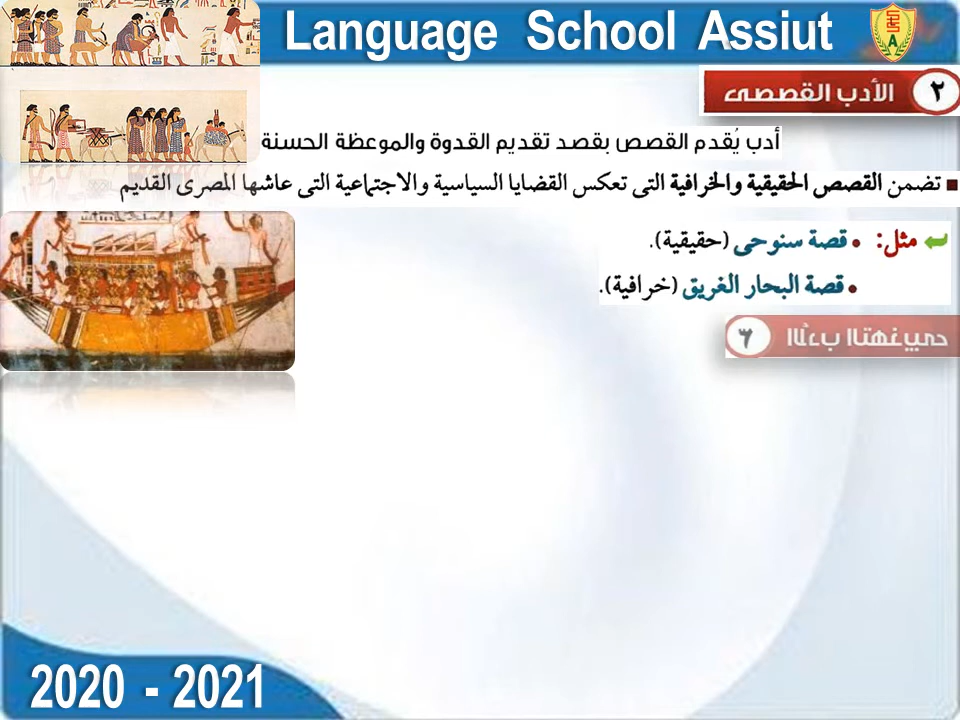 Language School Assiut
٢ الأدب القصصى
أدب يُقدم القصص بقصد تقديم القدوة والموعظة الحسنة
■ تضمن القصص الحقيقية والخرافية التى تعكس القضايا السياسية والاجتماعية التى عاشها المصرى القديم
مثل: • قصة سنوحى (حقيقية).
• قصة البحار الغريق (خرافية).
2020 - 2021